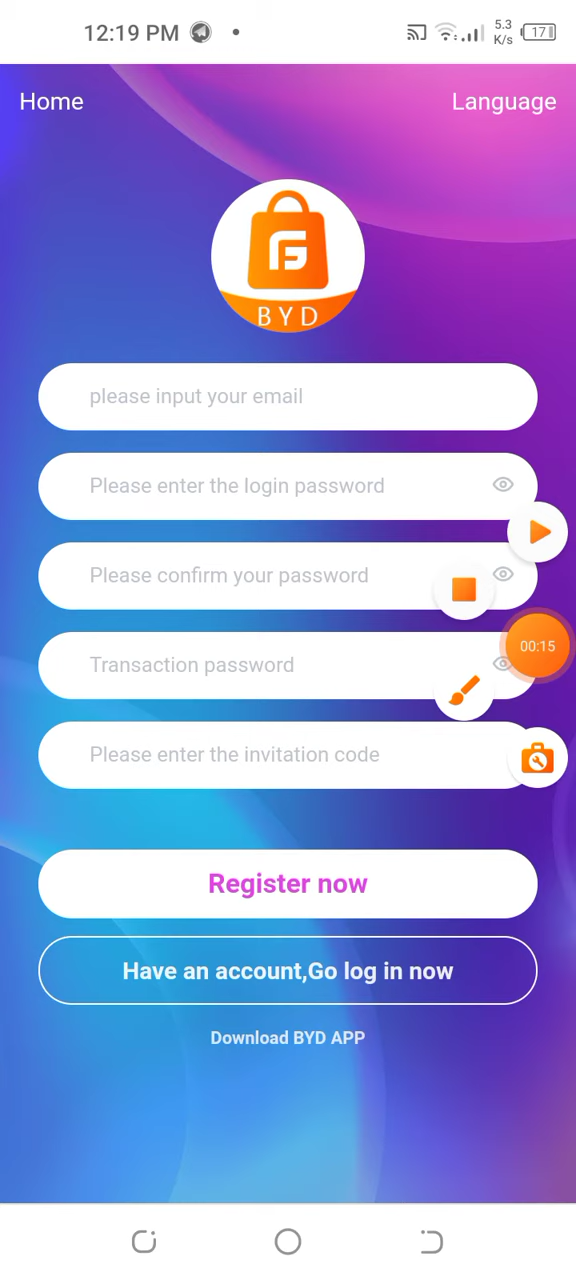 12:19 PM
5.3
K/s
17
Home
Language
BYD
please input your email
Please enter the login password
Please confirm your password
Transaction password
00:15
Please enter the invitation code
Register now
Have an account,Go log in now
Download BYD APP